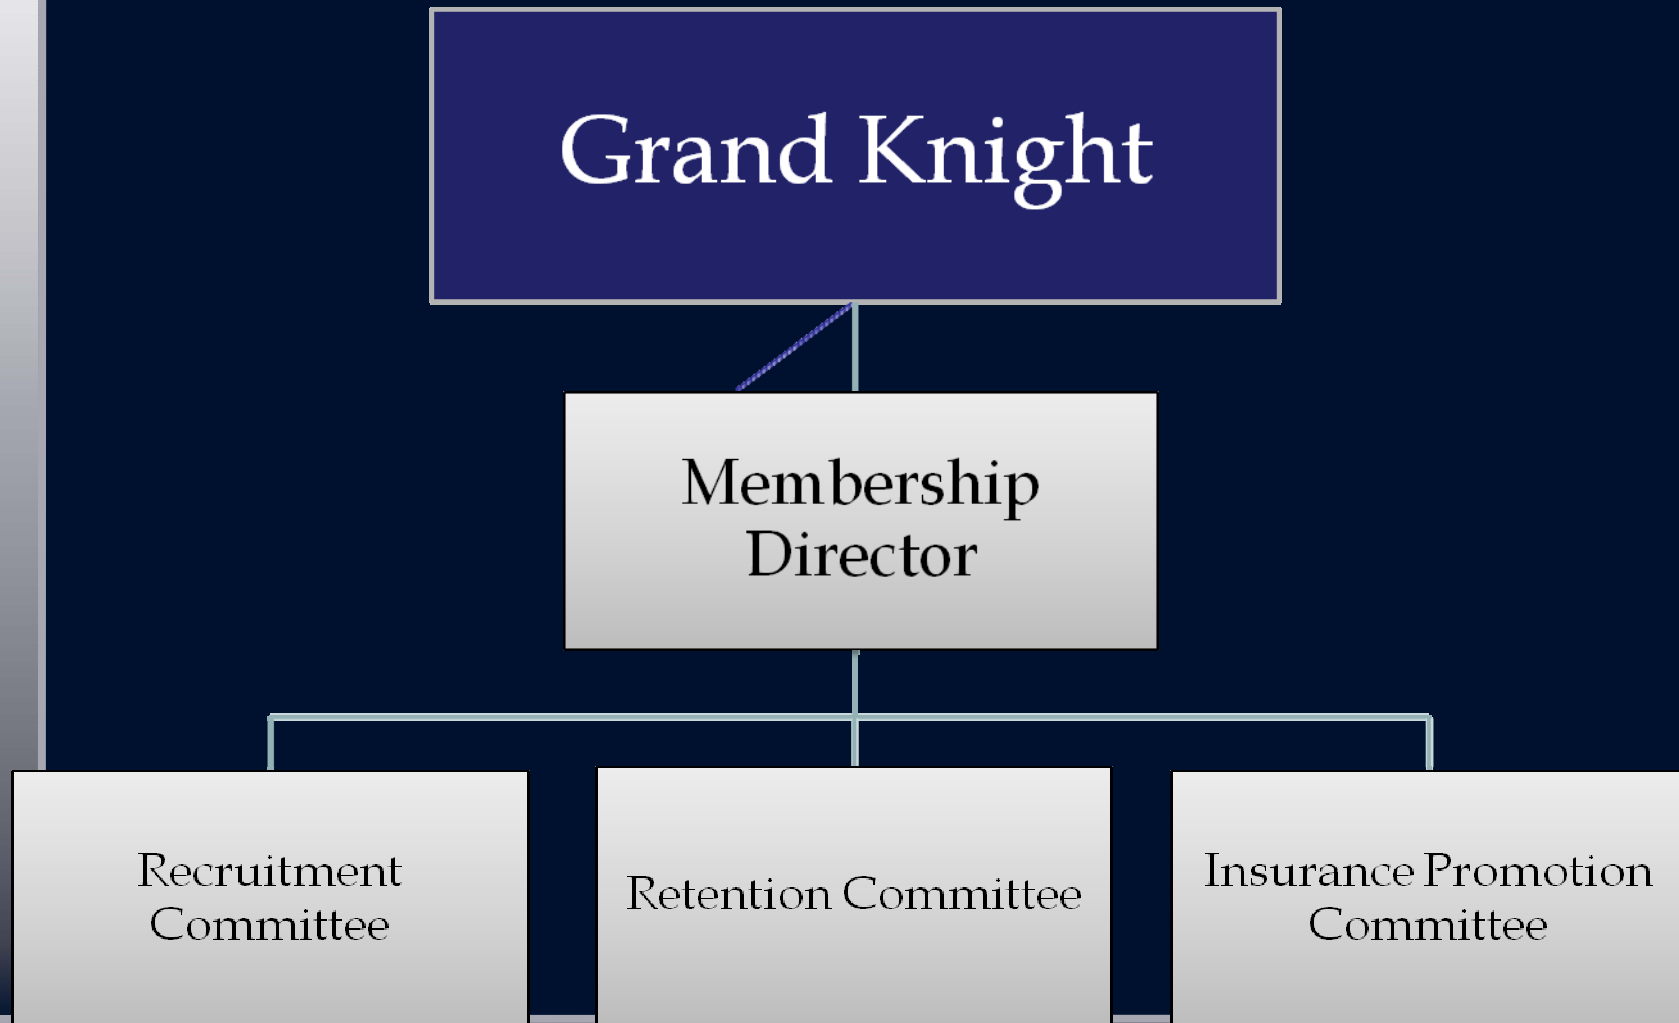 Grand Knight
Membership
Director
Recruitment
Committee
Retention Committee
Insurance Promotion
Committee